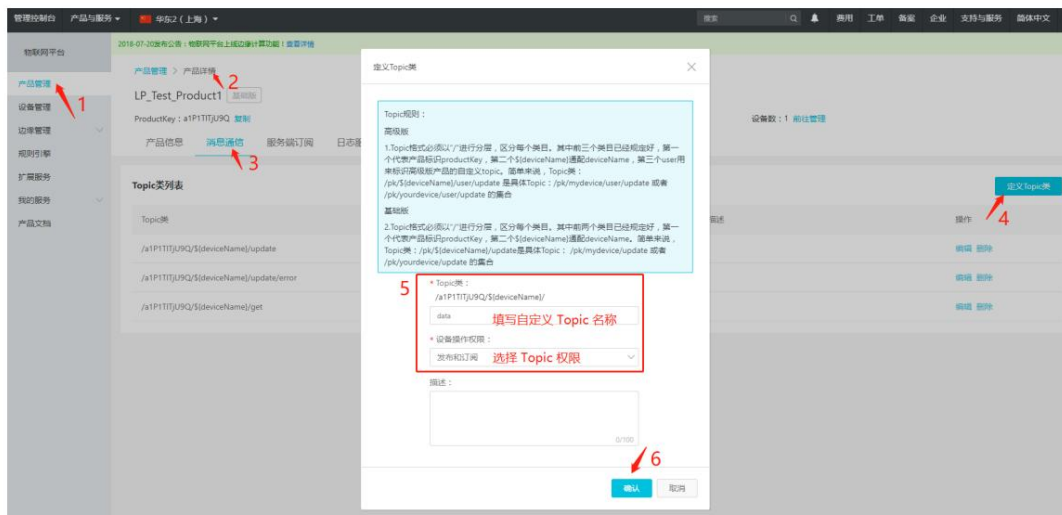 管理控制台 产品与服务 华东2(上海) 搜索 费用 工单 备案 企业 支持与服务 简体中文
物联网平台
产品管理
设备管理
边缘管理
规则引擎
扩展服务
我的服务
产品文档
1
2018-07-20发布公告:物联网平台上线边缘计算功能!查看详情
产品管理 > 产品详情
2
LP_Test_Product1 基础版
ProductKey:a1P1TITjU9Q 复制
设备数:1 前往管理
产品信息 消息通信 服务端订阅 日志服
3
Topic类列表
定义Topic类
4
Topic类
描述
操作
/a1P1TITjU9Q/${deviceName}/update
编辑 删除
/a1P1TITjU9Q/${deviceName}/update/error
编辑 删除
/a1P1TITjU9Q/${deviceName}/get
编辑 删除
定义Topic类
Topic规则:
高级版
1.Topic格式必须以"/"进行分层,区分每个类目。其中前三个类目已经规定好,第一
个代表产品标识productKey,第二个${deviceName}通配deviceName,第三个user用
来标识高级版产品的自定义topic。简单来说,Topic类:
/pk/${deviceName}/user/update 是具体Topic:/pk/mydevice/user/update 或者
/pk/yourdevice/user/update 的集合
基础版
2.Topic格式必须以"/"进行分层,区分每个类目。其中前两个类目已经规定好,第一
个代表产品标识productKey,第二个${deviceName}通配deviceName。简单来说,
Topic类:/pk/${deviceName}/update是具体Topic: /pk/mydevice/update 或者
/pk/yourdevice/update 的集合
5
* Topic类:
/a1P1TITjU9Q/${deviceName}/
data 填写自定义 Topic 名称
* 设备操作权限:
发布和订阅 选择 Topic 权限
描述:
0/100
6
确认 取消